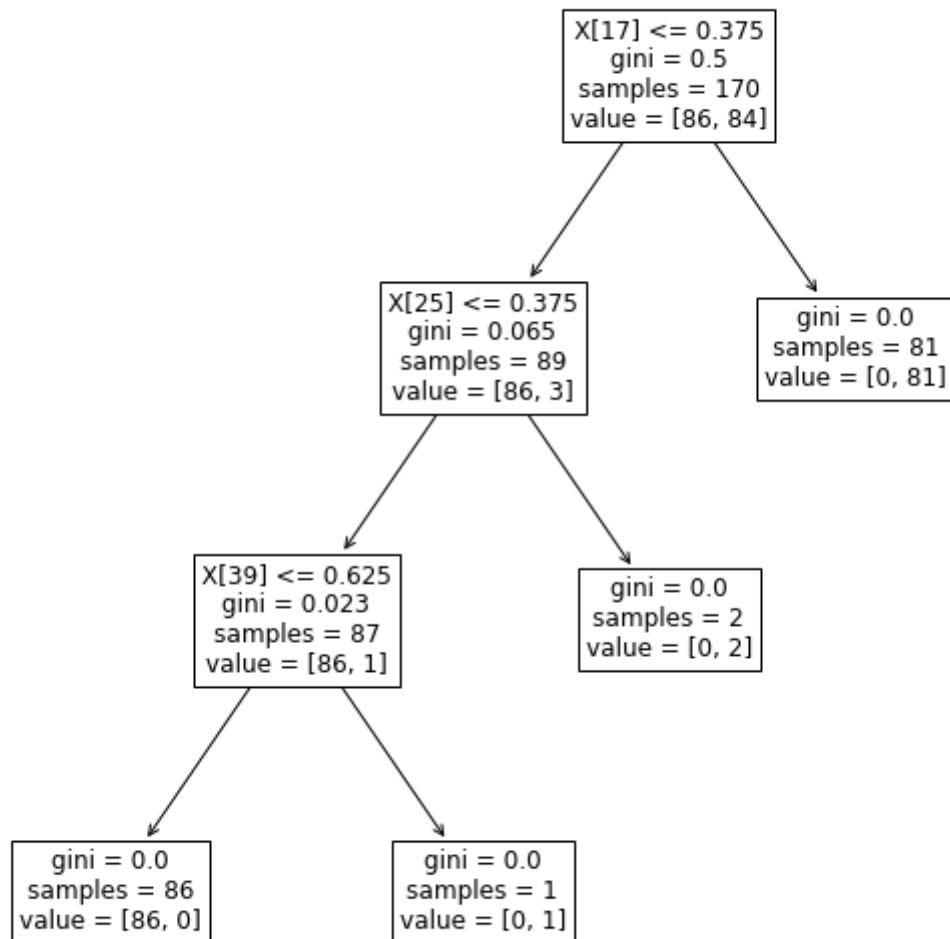 X[17] <= 0.375
gini = 0.5
samples = 170
value = [86, 84]
X[25] <= 0.375
gini = 0.065
samples = 89
value = [86, 3]
gini = 0.0
samples = 81
value = [0, 81]
X[39] <= 0.625
gini = 0.023
samples = 87
value = [86, 1]
gini = 0.0
samples = 2
value = [0, 2]
gini = 0.0
samples = 86
value = [86, 0]
gini = 0.0
samples = 1
value = [0, 1]